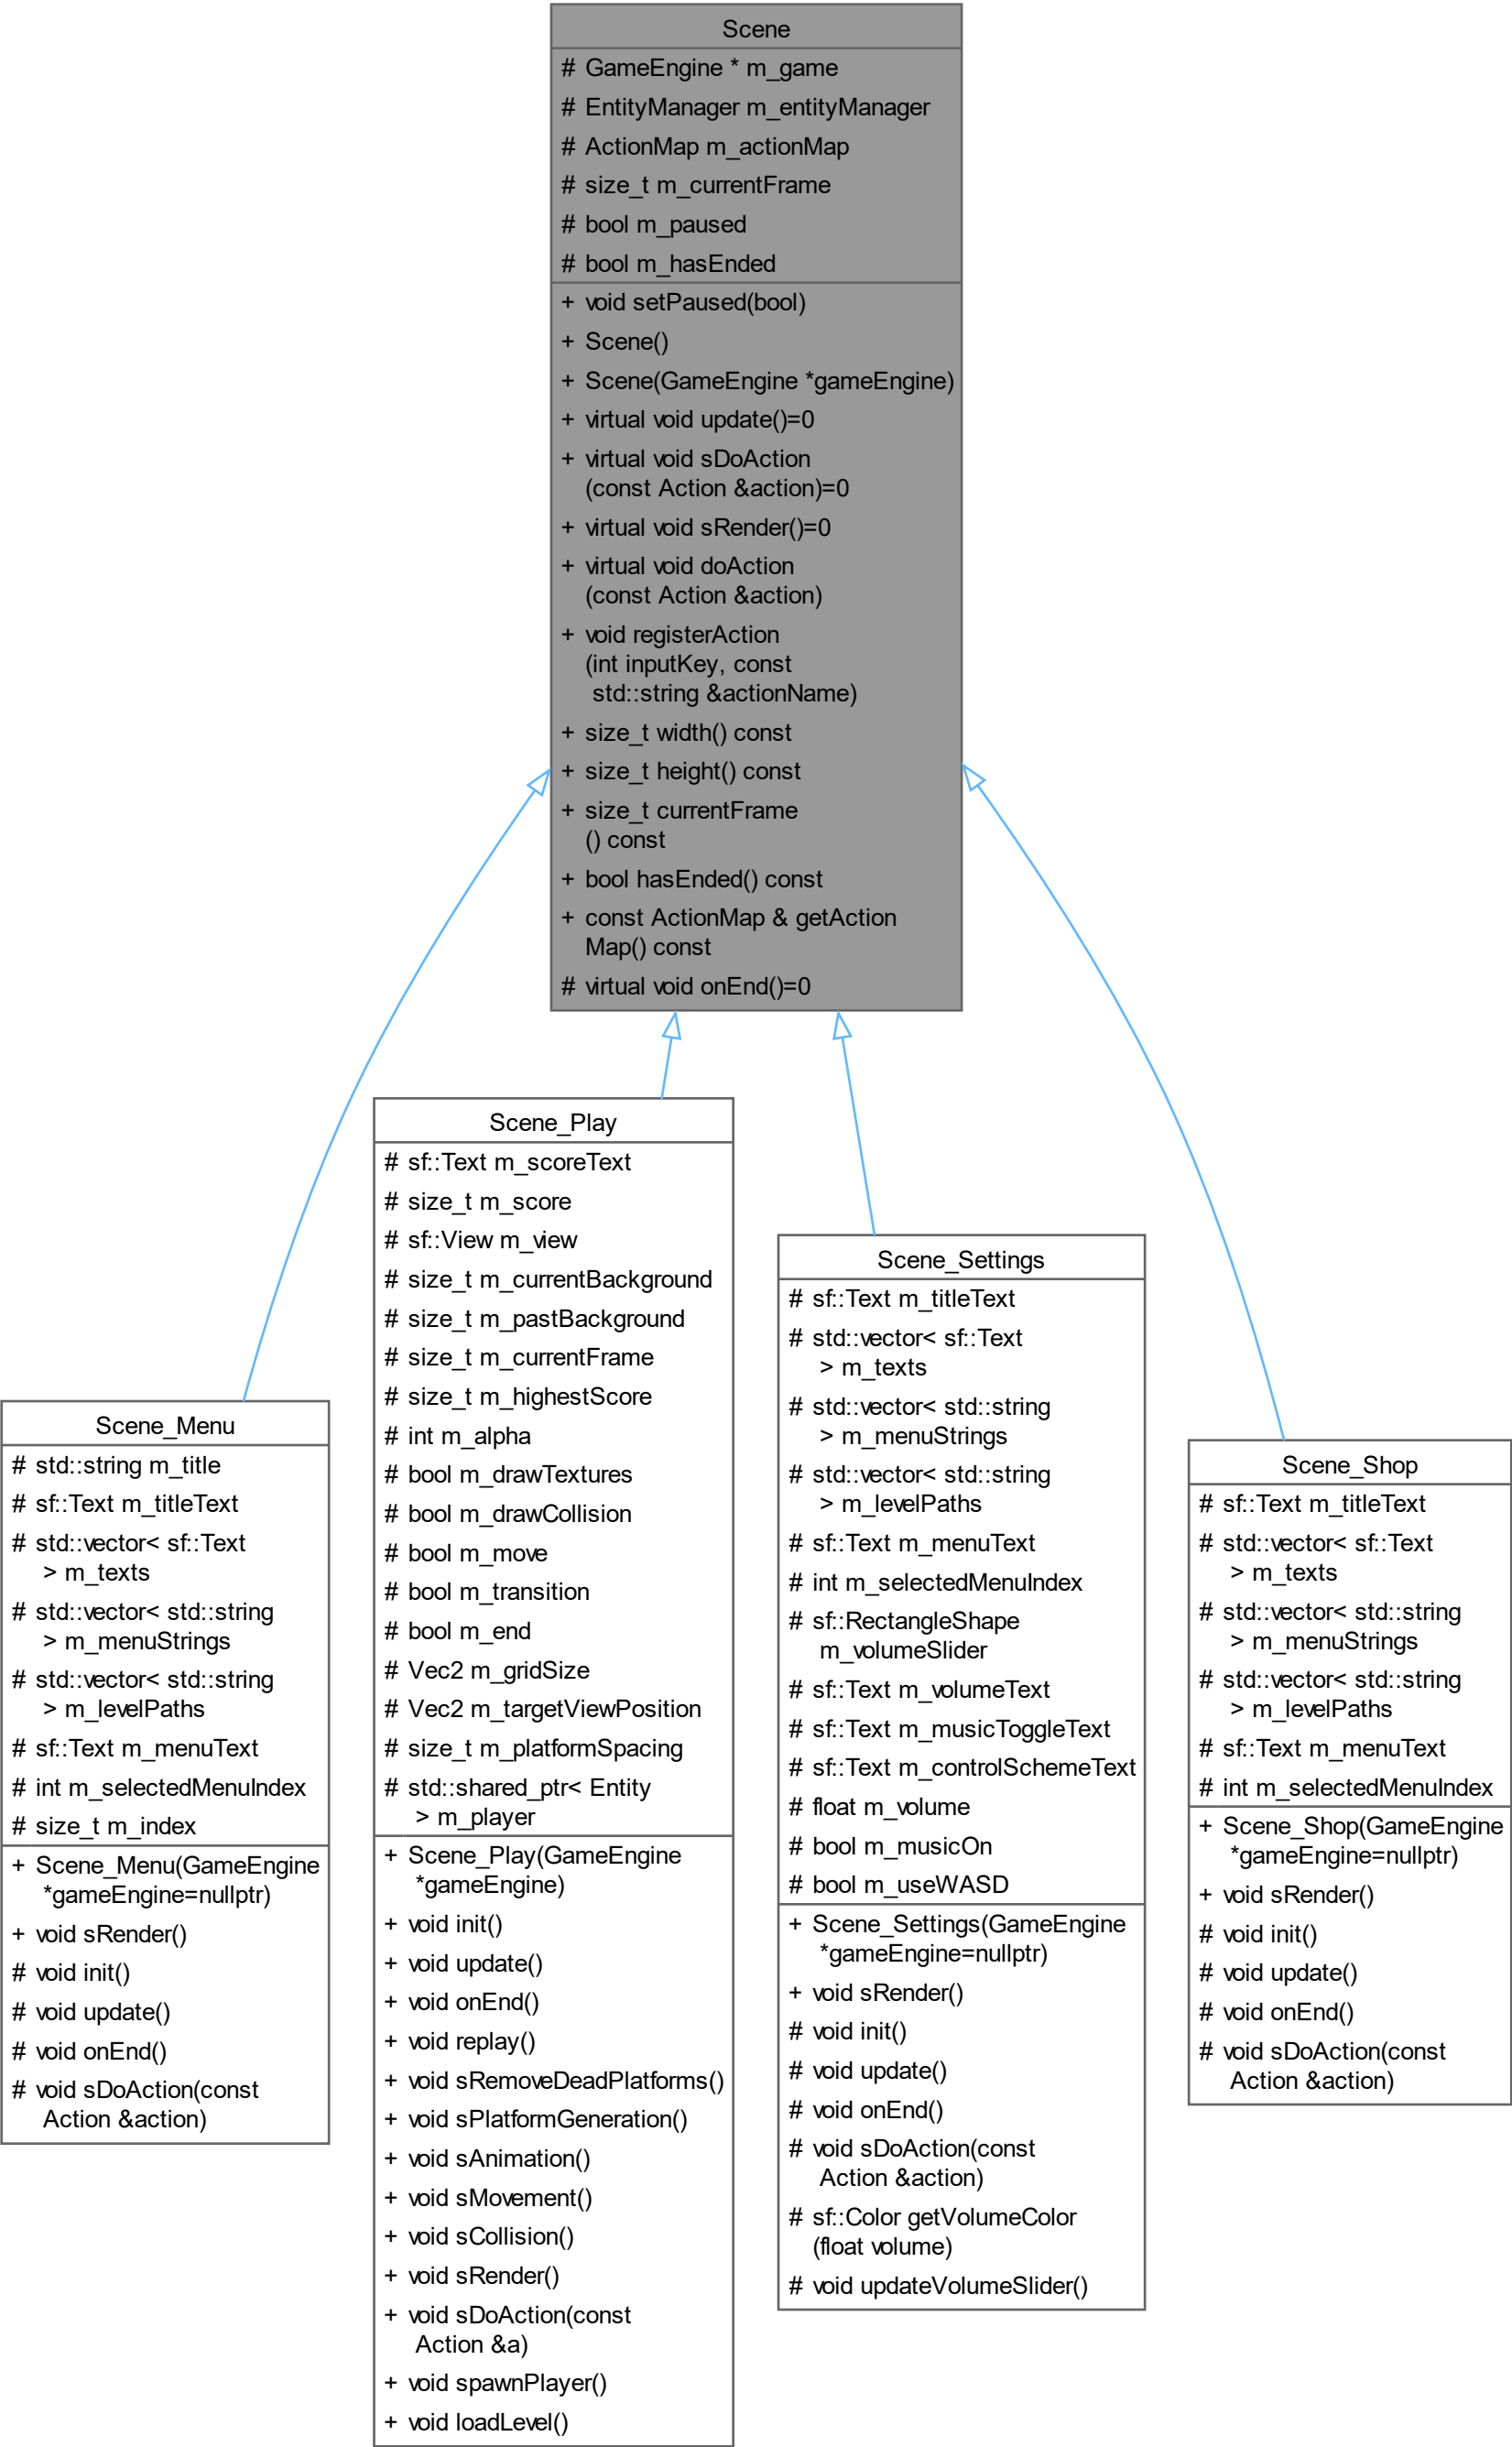 Scene
# GameEngine * m_game
# EntityManager m_entityManager
# ActionMap m_actionMap
# size_t m_currentFrame
# bool m_paused
# bool m_hasEnded
+ void setPaused(bool)
+ Scene()
+ Scene(GameEngine *gameEngine)
+ virtual void update()=0
+ virtual void sDoAction
(const Action &action)=0
+ virtual void sRender()=0
+ virtual void doAction
(const Action &action)
+ void registerAction
(int inputKey, const
std::string &actionName)
+ size_t width() const
+ size_t height() const
+ size_t currentFrame
() const
+ bool hasEnded() const
+ const ActionMap & getAction
Map() const
# virtual void onEnd()=0
Scene_Menu
# std::string m_title
# sf::Text m_titleText
# std::vector< sf::Text
> m_texts
# std::vector< std::string
> m_menuStrings
# std::vector< std::string
> m_levelPaths
# sf::Text m_menuText
# int m_selectedMenuIndex
# size_t m_index
+ Scene_Menu(GameEngine
*gameEngine=nullptr)
+ void sRender()
# void init()
# void update()
# void onEnd()
# void sDoAction(const
Action &action)
Scene_Play
# sf::Text m_scoreText
# size_t m_score
# sf::View m_view
# size_t m_currentBackground
# size_t m_pastBackground
# size_t m_currentFrame
# size_t m_highestScore
# int m_alpha
# bool m_drawTextures
# bool m_drawCollision
# bool m_move
# bool m_transition
# bool m_end
# Vec2 m_gridSize
# Vec2 m_targetViewPosition
# size_t m_platformSpacing
# std::shared_ptr< Entity
> m_player
+ Scene_Play(GameEngine
*gameEngine)
+ void init()
+ void update()
+ void onEnd()
+ void replay()
+ void sRemoveDeadPlatforms()
+ void sPlatformGeneration()
+ void sAnimation()
+ void sMovement()
+ void sCollision()
+ void sRender()
+ void sDoAction(const
Action &a)
+ void spawnPlayer()
+ void loadLevel()
Scene_Settings
# sf::Text m_titleText
# std::vector< sf::Text
> m_texts
# std::vector< std::string
> m_menuStrings
# std::vector< std::string
> m_levelPaths
# sf::Text m_menuText
# int m_selectedMenuIndex
# sf::RectangleShape
m_volumeSlider
# sf::Text m_volumeText
# sf::Text m_musicToggleText
# sf::Text m_controlSchemeText
# float m_volume
# bool m_musicOn
# bool m_useWASD
+ Scene_Settings(GameEngine
*gameEngine=nullptr)
+ void sRender()
# void init()
# void update()
# void onEnd()
# void sDoAction(const
Action &action)
# sf::Color getVolumeColor
(float volume)
# void updateVolumeSlider()
Scene_Shop
# sf::Text m_titleText
# std::vector< sf::Text
> m_texts
# std::vector< std::string
> m_menuStrings
# std::vector< std::string
> m_levelPaths
# sf::Text m_menuText
# int m_selectedMenuIndex
+ Scene_Shop(GameEngine
*gameEngine=nullptr)
+ void sRender()
# void init()
# void update()
# void onEnd()
# void sDoAction(const
Action &action)